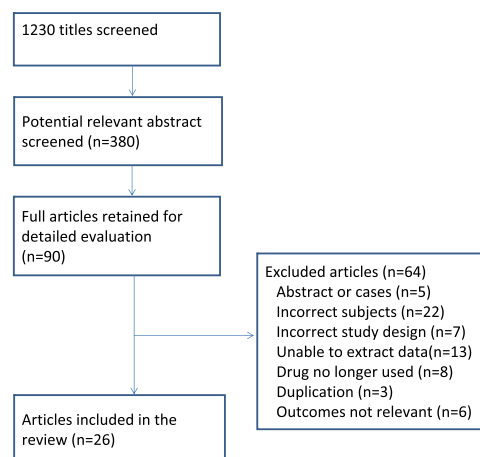 1230 titles screened
Potential relevant abstract
screened (n=380)
Full articles retained for
detailed evaluation
(n=90)
Excluded articles (n=64)
Abstract or cases (n=5)
Incorrect subjects (n=22)
Incorrect study design (n=7)
Unable to extract data(n=13)
Drug no longer used (n=8)
Duplication (n=3)
Outcomes not relevant (n=6)
Articles included in the
review (n=26)